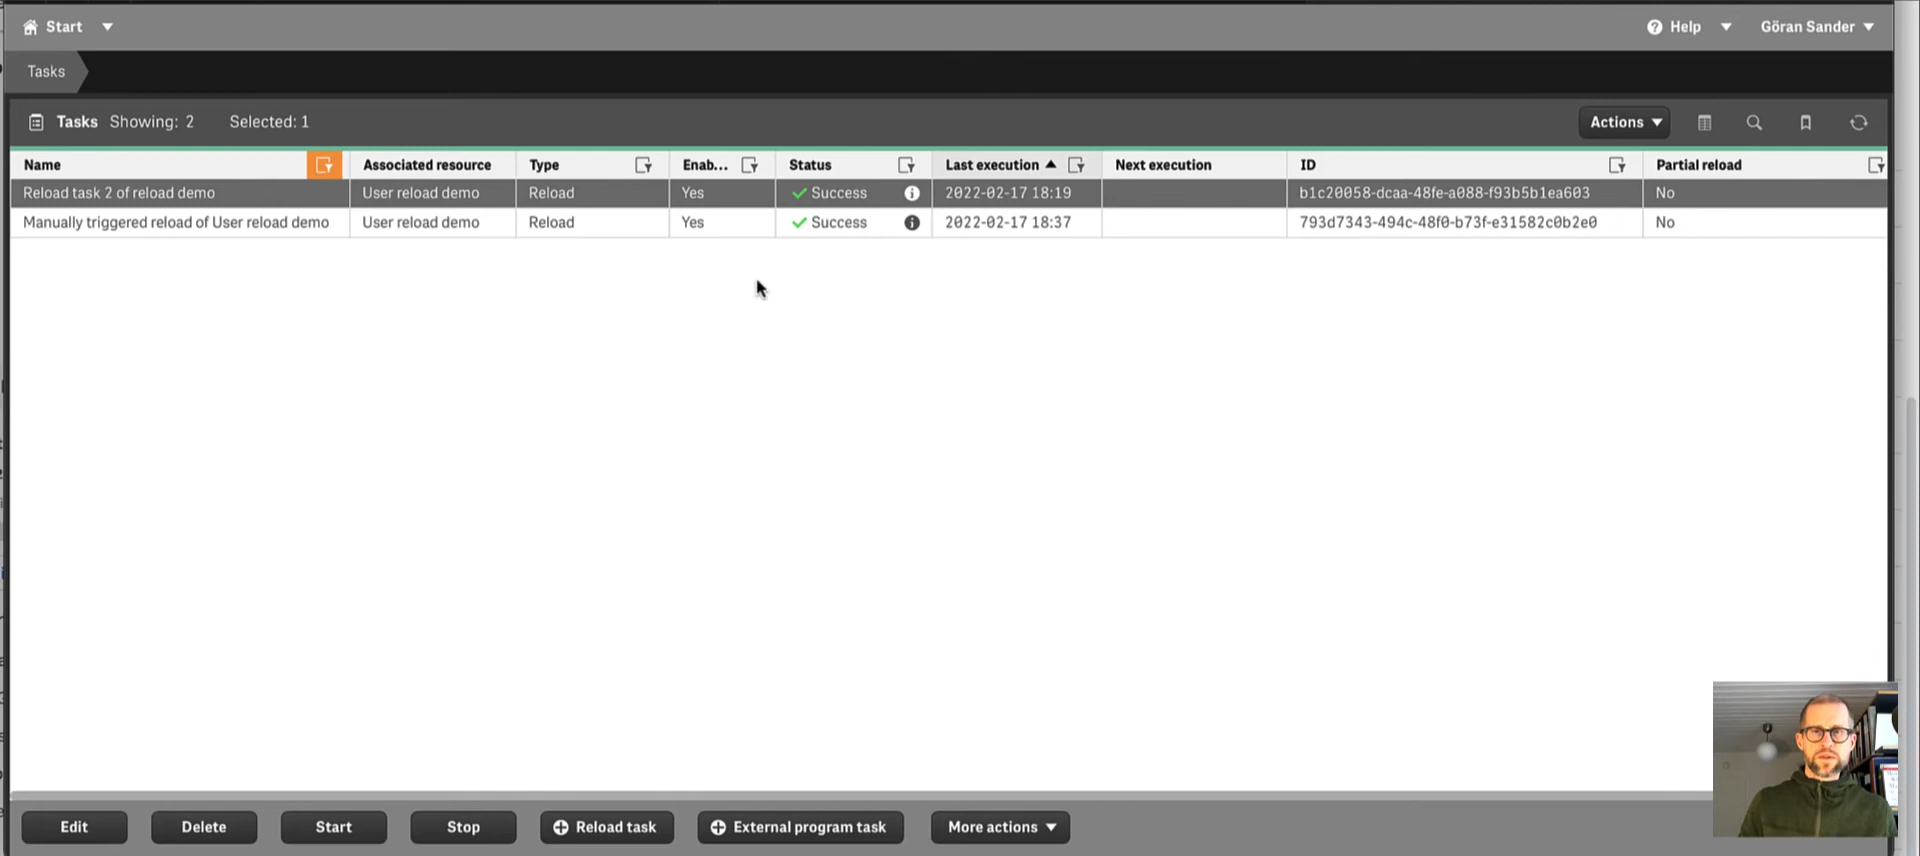 Start Help Göran Sander
Tasks
Tasks Showing: 2 Selected: 1 Actions
Name Associated resource Type Enab... Status Last execution Next execution ID Partial reload
Reload task 2 of reload demo User reload demo Reload Yes Success 2022-02-17 18:19 b1c20058-dcaa-48fe-a088-f93b5b1ea603 No
Manually triggered reload of User reload demo User reload demo Reload Yes Success 2022-02-17 18:37 793d7343-494c-48f0-b73f-e31582c0b2e0 No
Edit Delete Start Stop Reload task External program task More actions